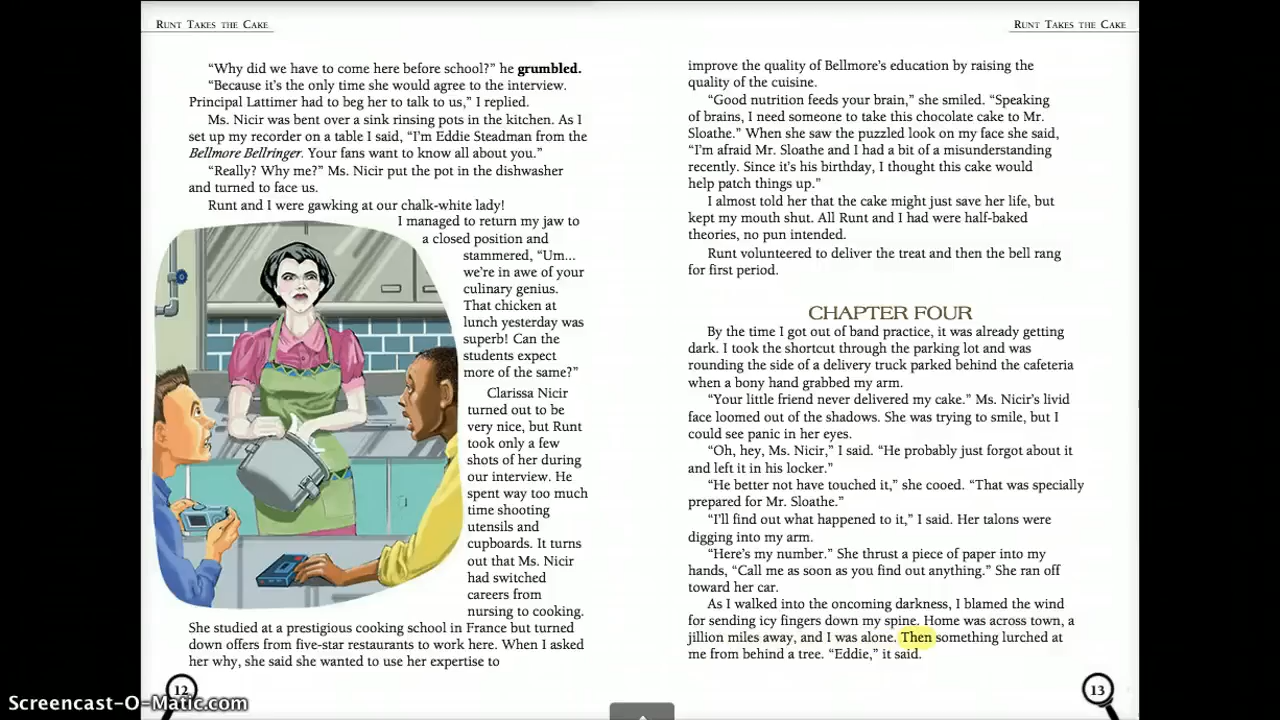 RUNT TAKES THE CAKE
"Why did we have to come here before school?" he grumbled.
"Because it's the only time she would agree to the interview.
Principal Lattimer had to beg her to talk to us," I replied.
Ms. Nicir was bent over a sink rinsing pots in the kitchen. As I
set up my recorder on a table I said, "I'm Eddie Steadman from the
Bellmore Bellringer. Your fans want to know all about you."
"Really? Why me?" Ms. Nicir put the pot in the dishwasher
and turned to face us.
Runt and I were gawking at our chalk-white lady!
I managed to return my jaw to
a closed position and
stammered, "Um...
we're in awe of your
culinary genius.
That chicken at
lunch yesterday was
superb! Can the
students expect
more of the same?"
Clarissa Nicir
turned out to be
very nice, but Runt
took only a few
shots of her during
our interview. He
spent way too much
time shooting
utensils and
cupboards. It turns
out that Ms. Nicir
had switched
careers from
nursing to cooking.
She studied at a prestigious cooking school in France but turned
down offers from five-star restaurants to work here. When I asked
her why, she said she wanted to use her expertise to
12
RUNT TAKES THE CAKE
improve the quality of Bellmore's education by raising the
quality of the cuisine.
"Good nutrition feeds your brain," she smiled. "Speaking
of brains, I need someone to take this chocolate cake to Mr.
Sloathe." When she saw the puzzled look on my face she said,
"I'm afraid Mr. Sloathe and I had a bit of a misunderstanding
recently. Since it's his birthday, I thought this cake would
help patch things up."
I almost told her that the cake might just save her life, but
kept my mouth shut. All Runt and I had were half-baked
theories, no pun intended.
Runt volunteered to deliver the treat and then the bell rang
for first period.
CHAPTER FOUR
By the time I got out of band practice, it was already getting
dark. I took the shortcut through the parking lot and was
rounding the side of a delivery truck parked behind the cafeteria
when a bony hand grabbed my arm.
"Your little friend never delivered my cake." Ms. Nicir's livid
face loomed out of the shadows. She was trying to smile, but I
could see panic in her eyes.
"Oh, hey, Ms. Nicir," I said. "He probably just forgot about it
and left it in his locker."
"He better not have touched it," she cooed. "That was specially
prepared for Mr. Sloathe."
"I'll find out what happened to it," I said. Her talons were
digging into my arm.
"Here's my number." She thrust a piece of paper into my
hands, "Call me as soon as you find out anything." She ran off
toward her car.
As I walked into the oncoming darkness, I blamed the wind
for sending icy fingers down my spine. Home was across town, a
jillion miles away, and I was alone. Then something lurched at
me from behind a tree. "Eddie," it said.
13
Screencast-O-Matic.com